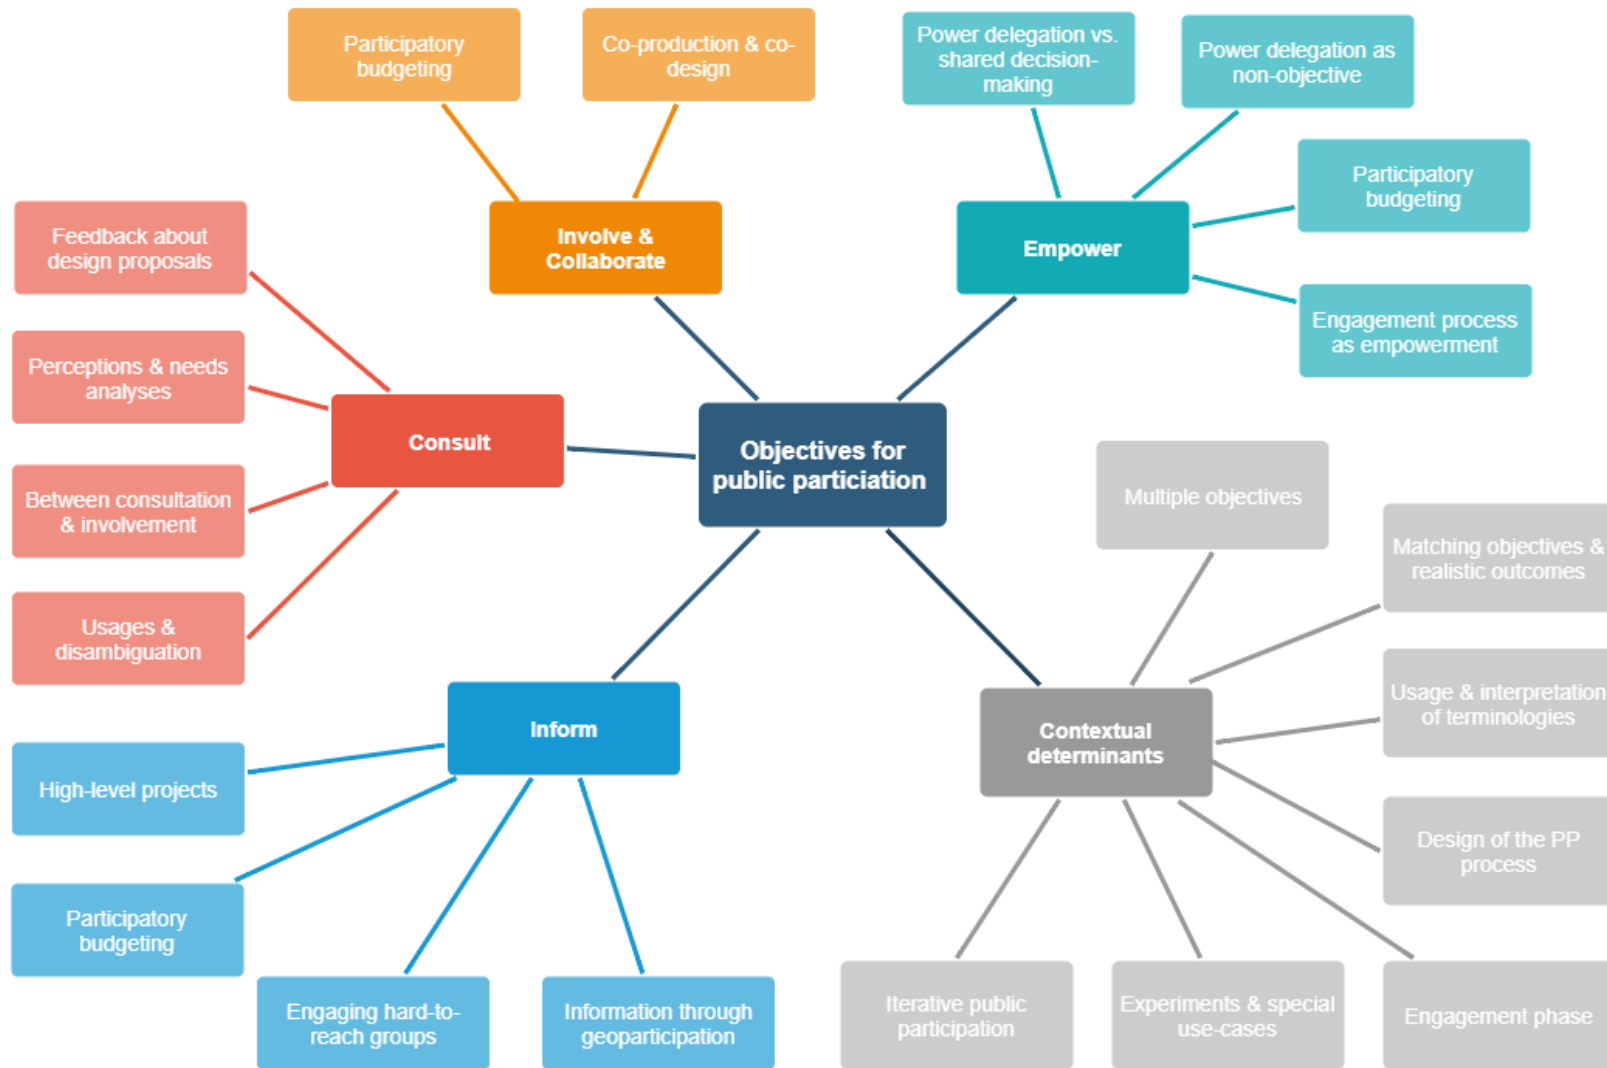 Participatory
budgeting
Co-production & co-
design
Power delegation vs.
shared decision-
making
Power delegation as
non-objective
Participatory
budgeting
Engagement process
as empowerment
Involve &
Collaborate
Empower
Feedback about
design proposals
Perceptions & needs
analyses
Between consultation
& involvement
Usages &
disambiguation
Consult
Objectives for
public particiation
Multiple objectives
Matching objectives &
realistic outcomes
Usage & interpretation
of terminologies
Design of the PP
process
Engagement phase
Contextual
determinants
Iterative public
participation
Experiments & special
use-cases
Inform
High-level projects
Participatory
budgeting
Engaging hard-to-
reach groups
Information through
geoparticipation